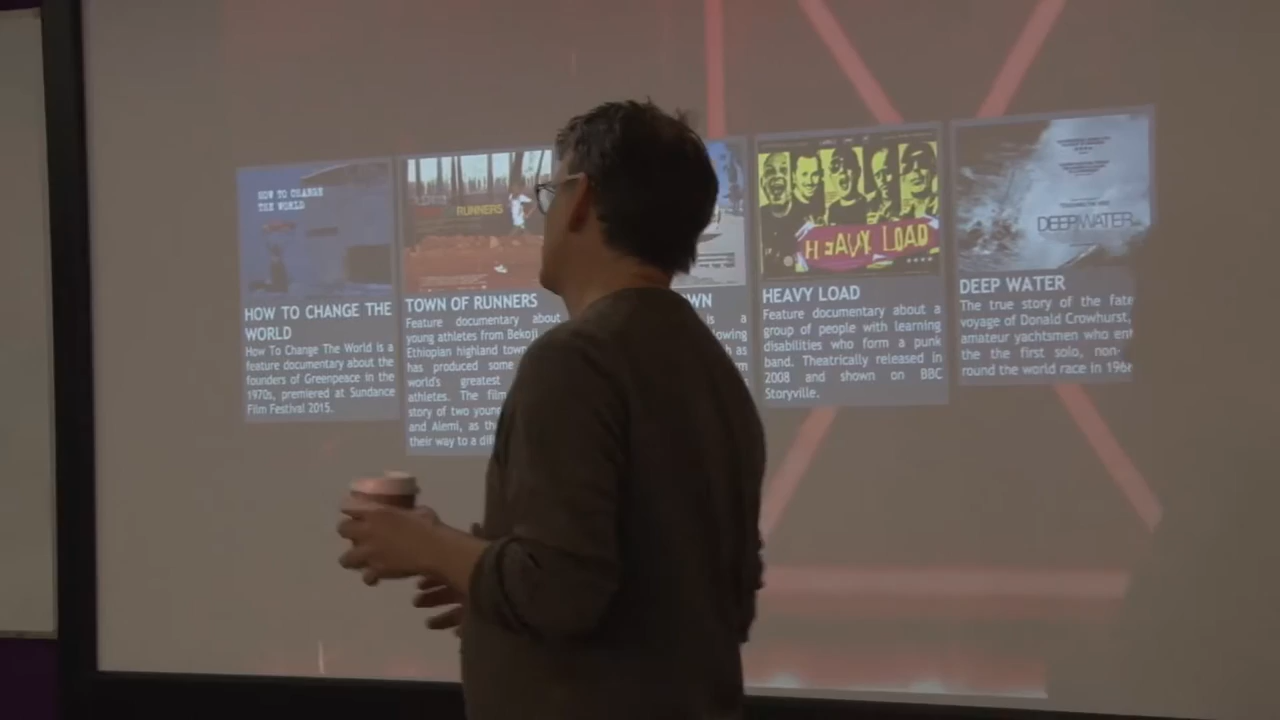 HOW TO CHANGE
THE WORLD
HOW TO CHANGE THE
WORLD
How To Change The World is a
feature documentary about the
founders of Greenpeace in the
1970s, premiered at Sundance
Film Festival 2015.
RUNNERS
TOWN OF RUNNERS
Feature documentary about
young athletes from Bekoji
Ethiopian highland town
has produced some
world's greatest
athletes. The film
story of two young
and Alemi, as
their way to a
WN
is a
as
HEAVY LOAD
HEAVY LOAD
Feature documentary about a
group of people with learning
disabilities who form a punk
band. Theatrically released in
2008 and shown on BBC
Storyville.
DEEP WATER
DEEP WATER
The true story of the fate
voyage of Donald Crowhurst,
amateur yachtsmen who ent
the the first solo, non-
round the world race in 1968